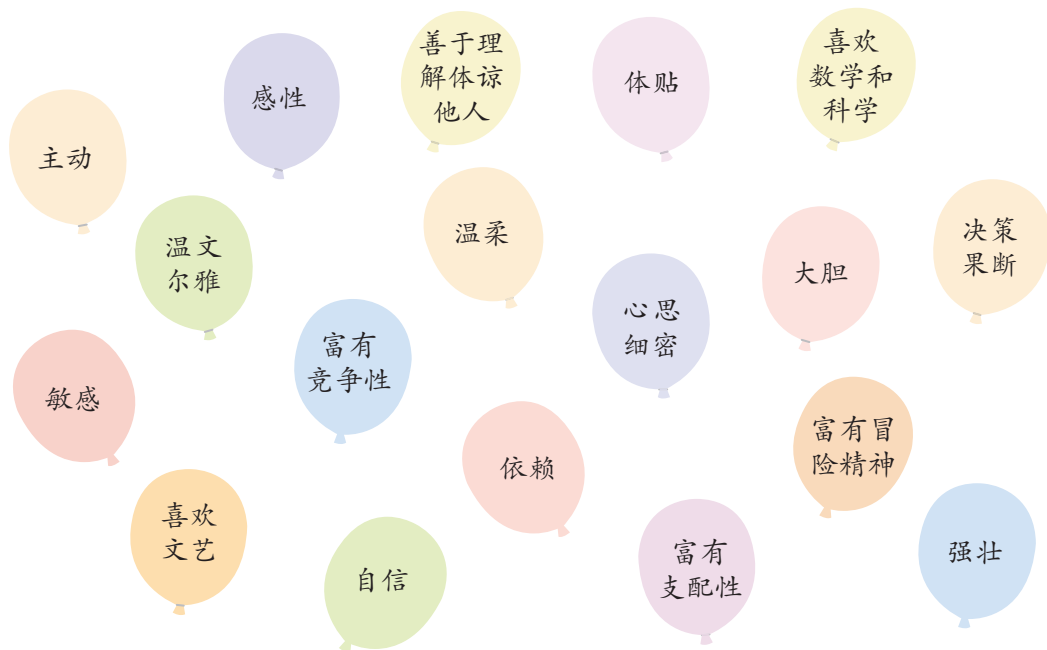 主动
感性
善于理
解体谅
他人
体贴
喜欢
数学和
科学
温文
尔雅
温柔
心思
细密
大胆
决策
果断
敏感
富有
竞争性
依赖
富有冒
险精神
喜欢
文艺
自信
富有
支配性
强壮